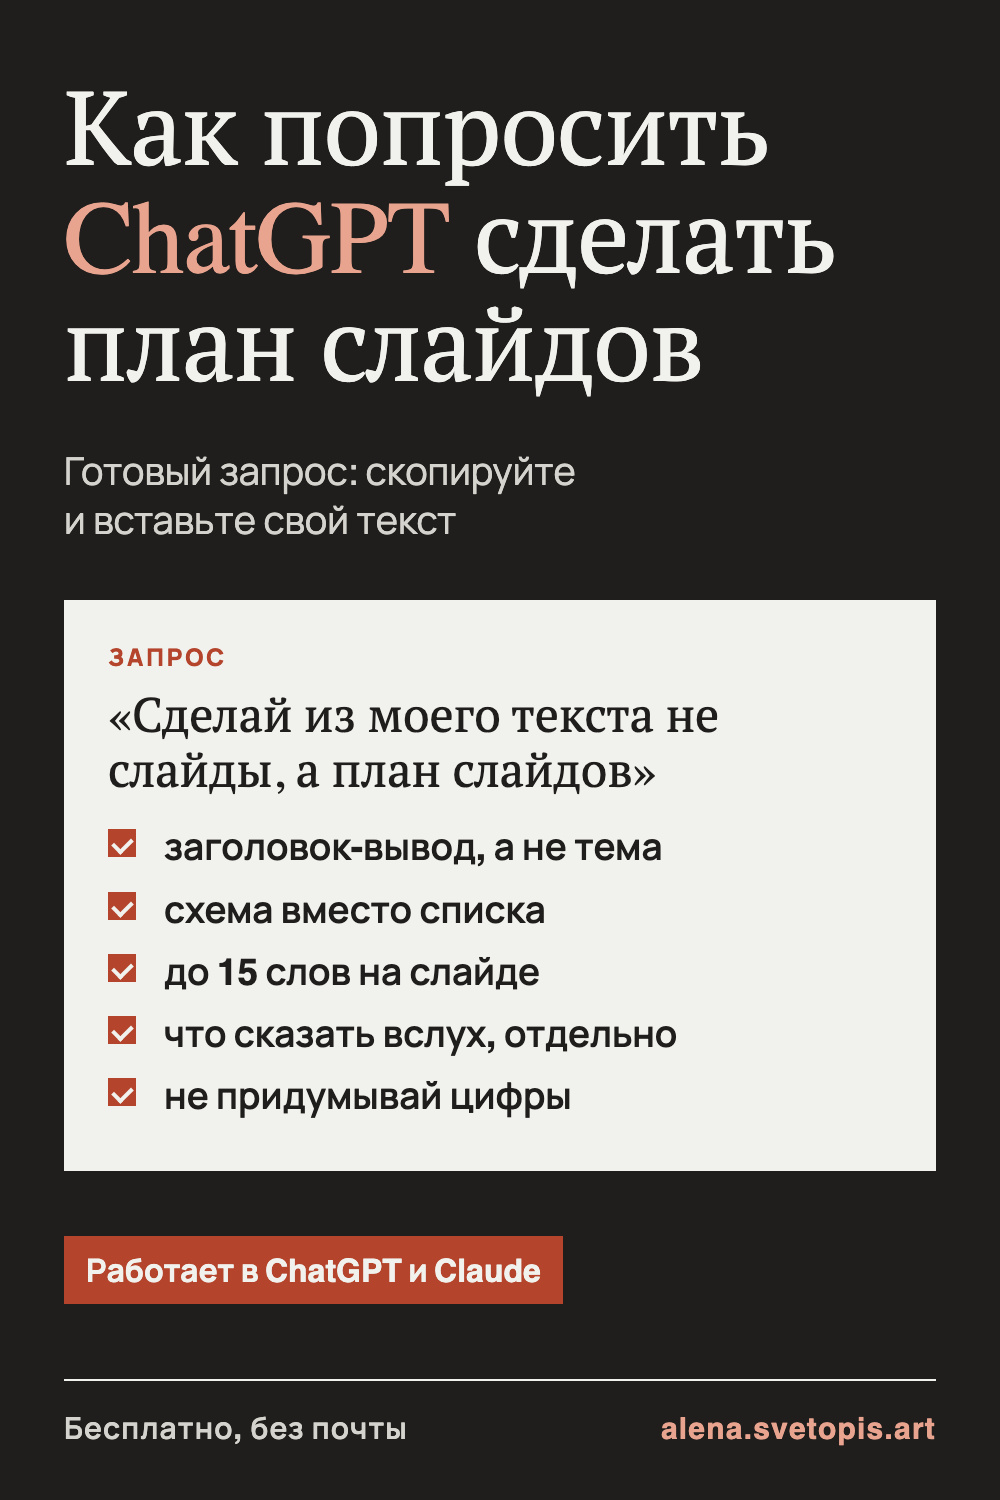 Как попросить
ChatGPT сделать
план слайдов
Готовый запрос: скопируйте
и вставьте свой текст
ЗАПРОС
«Сделай из моего текста не
слайды, а план слайдов»
заголовок-вывод, а не тема
схема вместо списка
до 15 слов на слайде
что сказать вслух, отдельно
не придумывай цифры
Работает в ChatGPT и Claude
Бесплатно, без почты
alena.svetopis.art